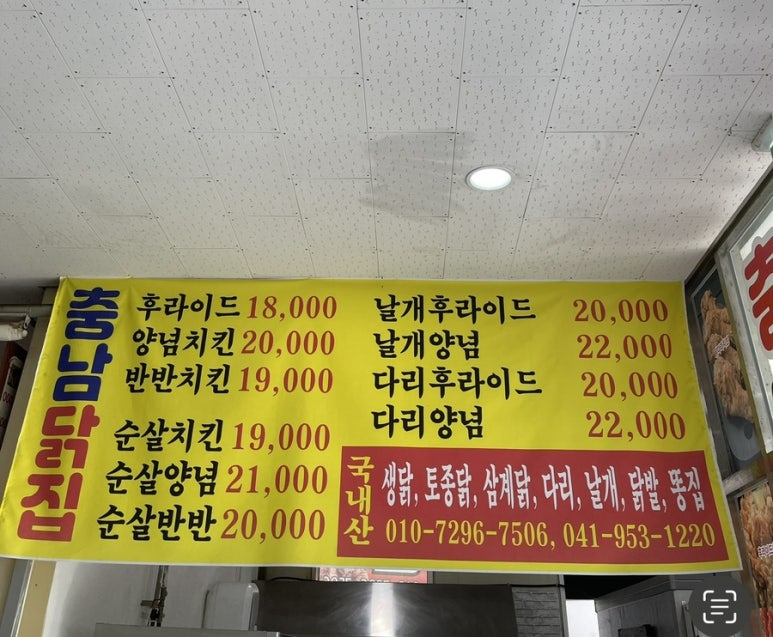 충남닭집
후라이드 18,000
양념치킨 20,000
반반치킨 19,000
순살치킨 19,000
순살양념 21,000
순살반반 20,000
날개후라이드 20,000
날개양념 22,000
다리후라이드 20,000
다리양념 22,000
국내산
생닭, 토종닭, 삼계닭, 다리, 날개, 닭발, 똥집
010-7296-7506, 041-953-1220
충